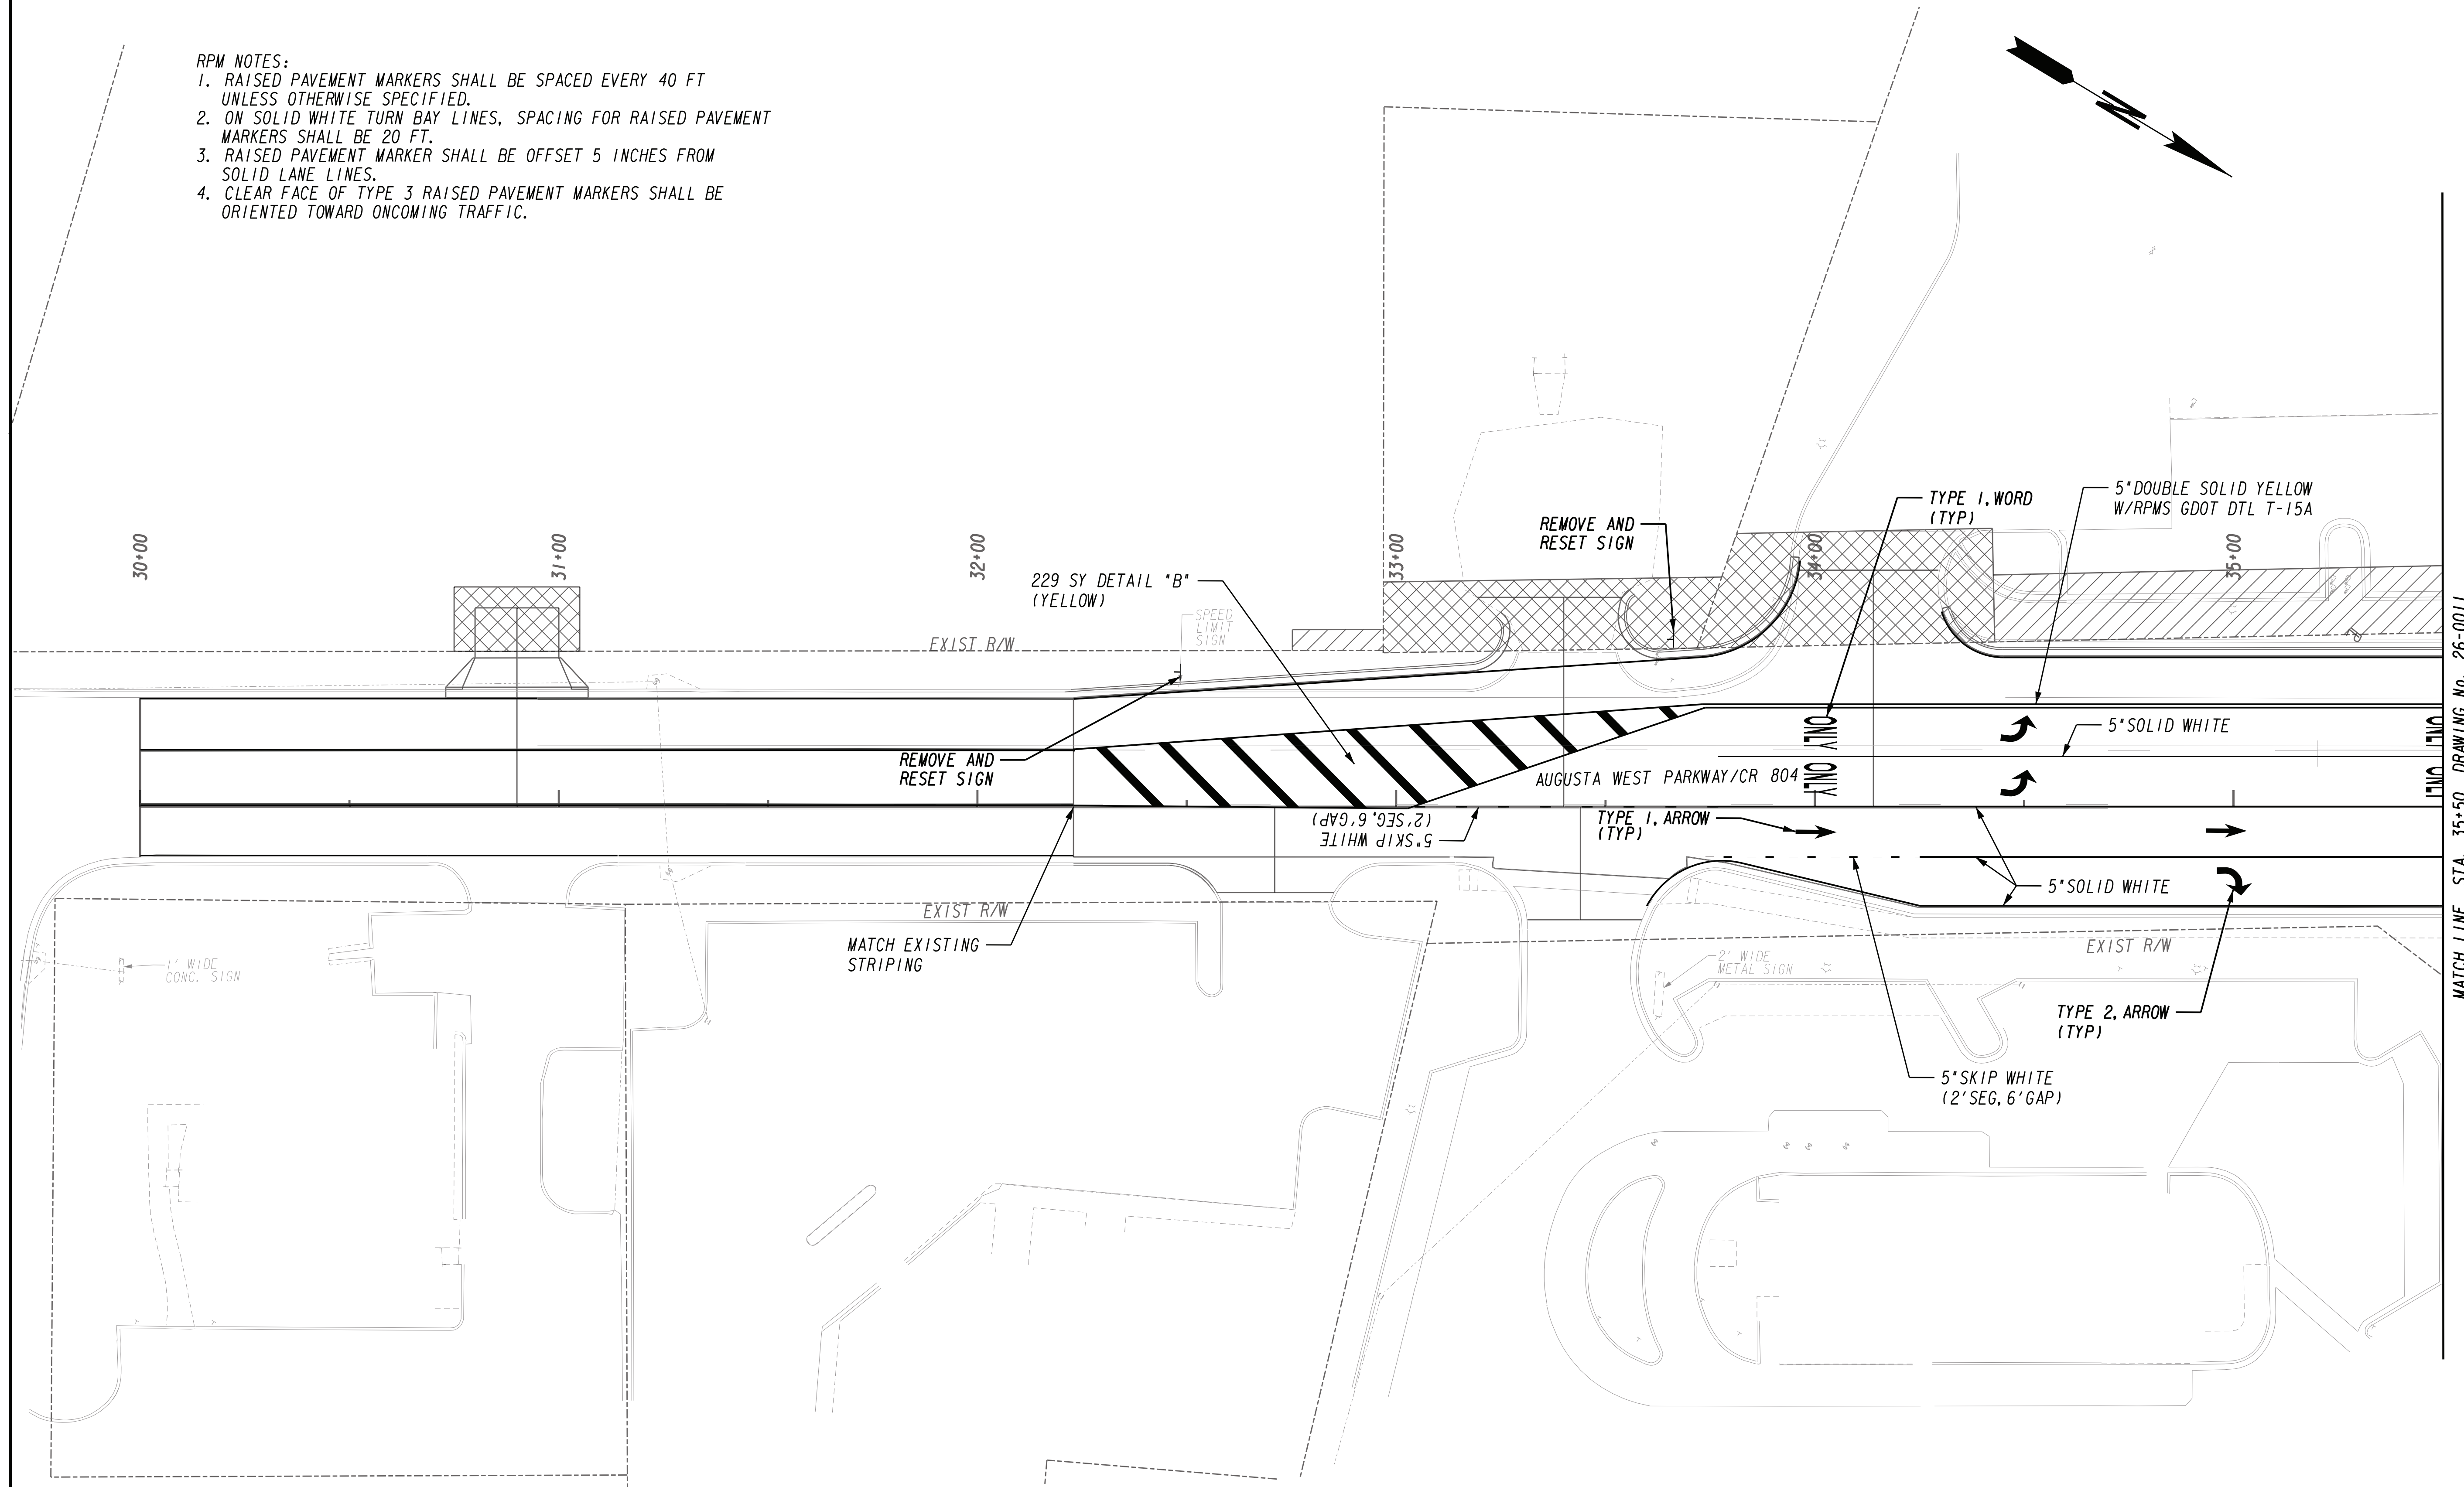 RPM NOTES:
1. RAISED PAVEMENT MARKERS SHALL BE SPACED EVERY 40 FT
UNLESS OTHERWISE SPECIFIED.
2. ON SOLID WHITE TURN BAY LINES, SPACING FOR RAISED PAVEMENT
MARKERS SHALL BE 20 FT.
3. RAISED PAVEMENT MARKER SHALL BE OFFSET 5 INCHES FROM
SOLID LANE LINES.
4. CLEAR FACE OF TYPE 3 RAISED PAVEMENT MARKERS SHALL BE
ORIENTED TOWARD ONCOMING TRAFFIC.
N
30+00
31+00
32+00
33+00
34+00
35+00
TYPE 1, WORD
(TYP)
5" DOUBLE SOLID YELLOW
W/RPMS GDOT DTL T-15A
REMOVE AND
RESET SIGN
229 SY DETAIL "B"
(YELLOW)
SPEED
LIMIT
SIGN
EXIST R/W
5" SOLID WHITE
ONLY
ONLY
REMOVE AND
RESET SIGN
AUGUSTA WEST PARKWAY/CR 804
5" SKIP WHITE
(2' SEG, 6' GAP)
TYPE 1, ARROW
(TYP)
5" SOLID WHITE
EXIST R/W
MATCH EXISTING
STRIPING
EXIST R/W
1' WIDE
CONC. SIGN
2' WIDE
METAL SIGN
TYPE 2, ARROW
(TYP)
5" SKIP WHITE
(2' SEG, 6' GAP)
MATCH LINE STA. 35+50 DRAWING No. 26-0011